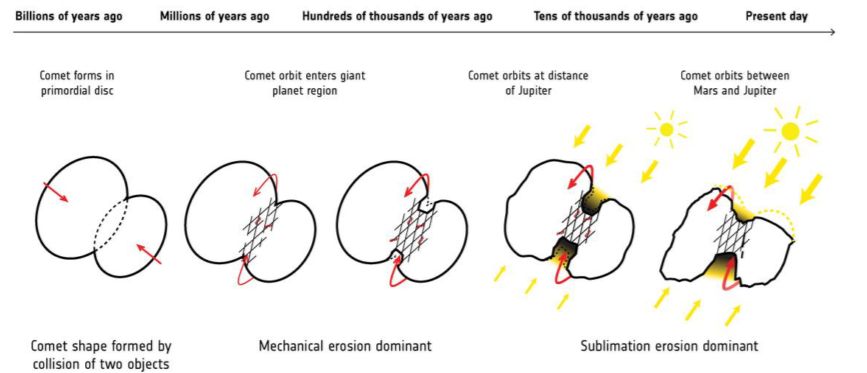 Billions of years ago
Millions of years ago
Hundreds of thousands of years ago
Tens of thousands of years ago
Present day
Comet forms in
primordial disc
Comet orbit enters giant
planet region
Comet orbits at distance
of Jupiter
Comet orbits between
Mars and Jupiter
Comet shape formed by
collision of two objects
Mechanical erosion dominant
Sublimation erosion dominant